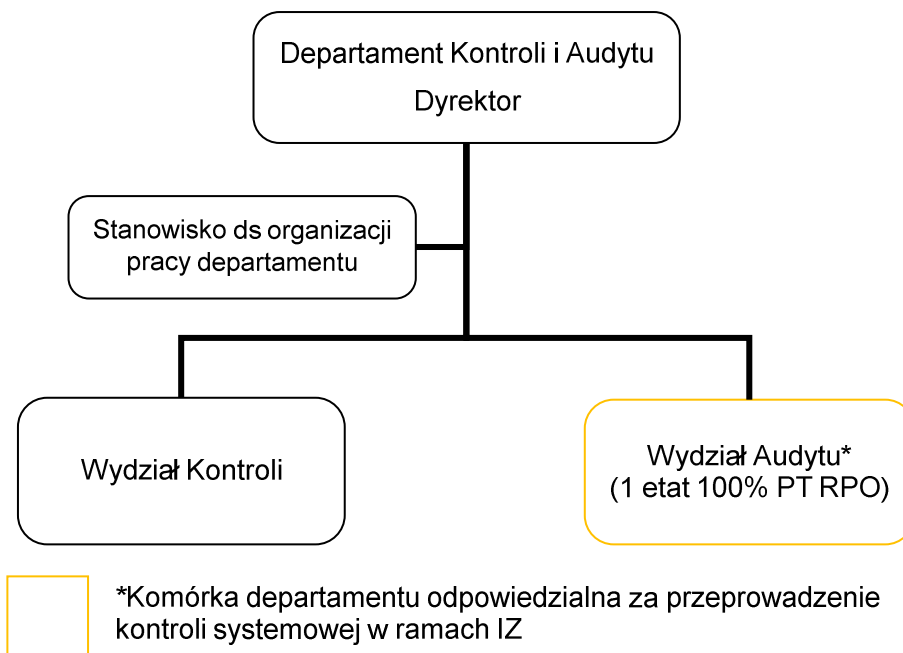 Departament Kontroli i Audytu
Dyrektor
Stanowisko ds organizacji
pracy departamentu
Wydział Kontroli
Wydział Audytu*
(1 etat 100% PT RPO)
*Komórka departamentu odpowiedzialna za przeprowadzenie
kontroli systemowej w ramach IZ